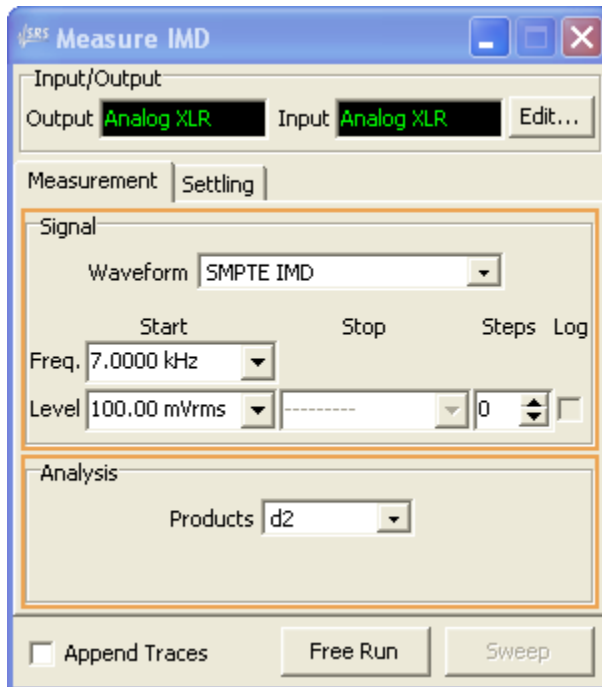 SRS Measure IMD
Input/Output
Output Analog XLR Input Analog XLR Edit...
Measurement Settling
Signal
Waveform SMPTE IMD
Start Stop Steps Log
Freq. 7.0000 kHz
Level 100.00 mVrms --------- 0
Analysis
Products d2
Append Traces Free Run Sweep